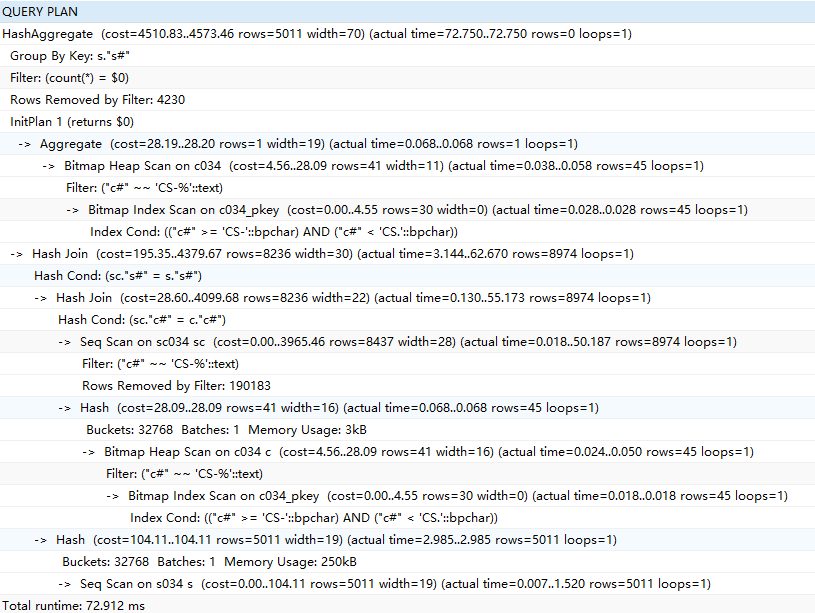 QUERY PLAN
HashAggregate (cost=4510.83..4573.46 rows=5011 width=70) (actual time=72.750..72.750 rows=0 loops=1)
Group By Key: s."s#"
Filter: (count(*) = $0)
Rows Removed by Filter: 4230
InitPlan 1 (returns $0)
-> Aggregate (cost=28.19..28.20 rows=1 width=19) (actual time=0.068..0.068 rows=1 loops=1)
-> Bitmap Heap Scan on c034 (cost=4.56..28.09 rows=41 width=11) (actual time=0.038..0.058 rows=45 loops=1)
Filter: ("c#" ~~ 'CS-%'::text)
-> Bitmap Index Scan on c034_pkey (cost=0.00..4.55 rows=30 width=0) (actual time=0.028..0.028 rows=45 loops=1)
Index Cond: (("c#" >= 'CS-'::bpchar) AND ("c#" < 'CS.'::bpchar))
-> Hash Join (cost=195.35..4379.67 rows=8236 width=30) (actual time=3.144..62.670 rows=8974 loops=1)
Hash Cond: (sc."s#" = s."s#")
-> Hash Join (cost=28.60..4099.68 rows=8236 width=22) (actual time=0.130..55.173 rows=8974 loops=1)
Hash Cond: (sc."c#" = c."c#")
-> Seq Scan on sc034 sc (cost=0.00..3965.46 rows=8437 width=28) (actual time=0.018..50.187 rows=8974 loops=1)
Filter: ("c#" ~~ 'CS-%'::text)
Rows Removed by Filter: 190183
-> Hash (cost=28.09..28.09 rows=41 width=16) (actual time=0.068..0.068 rows=45 loops=1)
Buckets: 32768 Batches: 1 Memory Usage: 3kB
-> Bitmap Heap Scan on c034 c (cost=4.56..28.09 rows=41 width=16) (actual time=0.024..0.050 rows=45 loops=1)
Filter: ("c#" ~~ 'CS-%'::text)
-> Bitmap Index Scan on c034_pkey (cost=0.00..4.55 rows=30 width=0) (actual time=0.018..0.018 rows=45 loops=1)
Index Cond: (("c#" >= 'CS-'::bpchar) AND ("c#" < 'CS.'::bpchar))
-> Hash (cost=104.11..104.11 rows=5011 width=19) (actual time=2.985..2.985 rows=5011 loops=1)
Buckets: 32768 Batches: 1 Memory Usage: 250kB
-> Seq Scan on s034 s (cost=0.00..104.11 rows=5011 width=19) (actual time=0.007..1.520 rows=5011 loops=1)
Total runtime: 72.912 ms